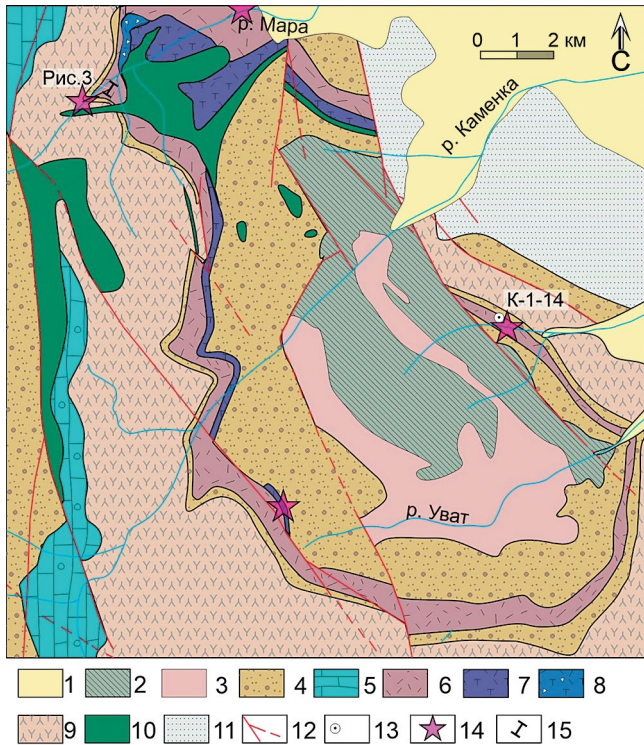 р. Мара
0 1 2 км
С
Рис.3
р. Каменка
К-1-14
р. Уват
1 2 3 4 5 6 7 8
9 10 11 12 13 14 15